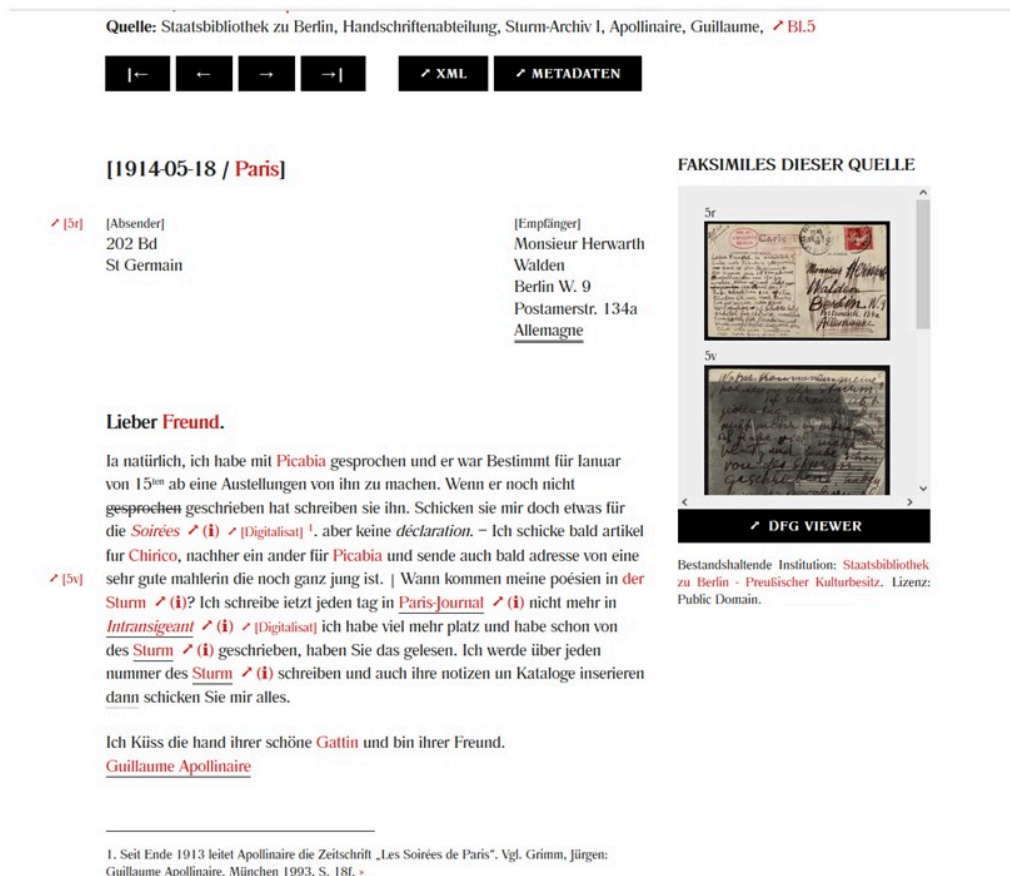 Quelle: Staatsbibliothek zu Berlin, Handschriftenabteilung, Sturm-Archiv I, Apollinaire, Guillaume, ↗ Bl.5
|← ← → →| ↗ XML ↗ METADATEN
[1914-05-18 / Paris]
↗ [5r] [Absender]
202 Bd
St Germain
[Empfänger]
Monsieur Herwarth
Walden
Berlin W. 9
Postamerstr. 134a
Allemagne
Lieber Freund.
Ia natürlich, ich habe mit Picabia gesprochen und er war Bestimmt für Ianuar
von 15ten ab eine Austellungen von ihn zu machen. Wenn er noch nicht
gesprochen geschrieben hat schreiben sie ihn. Schicken sie mir doch etwas für
die Soirées ↗ (i) ↗ [Digitalisat] 1. aber keine déclaration. – Ich schicke bald artikel
fur Chirico, nachher ein ander für Picabia und sende auch bald adresse von eine
↗ [5v] sehr gute mahlerin die noch ganz jung ist. | Wann kommen meine poésien in der
Sturm ↗ (i)? Ich schreibe ietzt jeden tag in Paris-Journal ↗ (i) nicht mehr in
Intransigeant ↗ (i) ↗ [Digitalisat] ich habe viel mehr platz und habe schon von
des Sturm ↗ (i) geschrieben, haben Sie das gelesen. Ich werde über jeden
nummer des Sturm ↗ (i) schreiben und auch ihre notizen un Kataloge inserieren
dann schicken Sie mir alles.
Ich Küss die hand ihrer schöne Gattin und bin ihrer Freund.
Guillaume Apollinaire
1. Seit Ende 1913 leitet Apollinaire die Zeitschrift „Les Soirées de Paris“. Vgl. Grimm, Jürgen:
Guillaume Apollinaire. München 1993, S. 18f. »
FAKSIMILES DIESER QUELLE
5r
Monsieur H Walden
Berlin W. 9
Allemagne
5v
↗ DFG VIEWER
Bestandshaltende Institution: Staatsbibliothek
zu Berlin - Preußischer Kulturbesitz. Lizenz:
Public Domain.